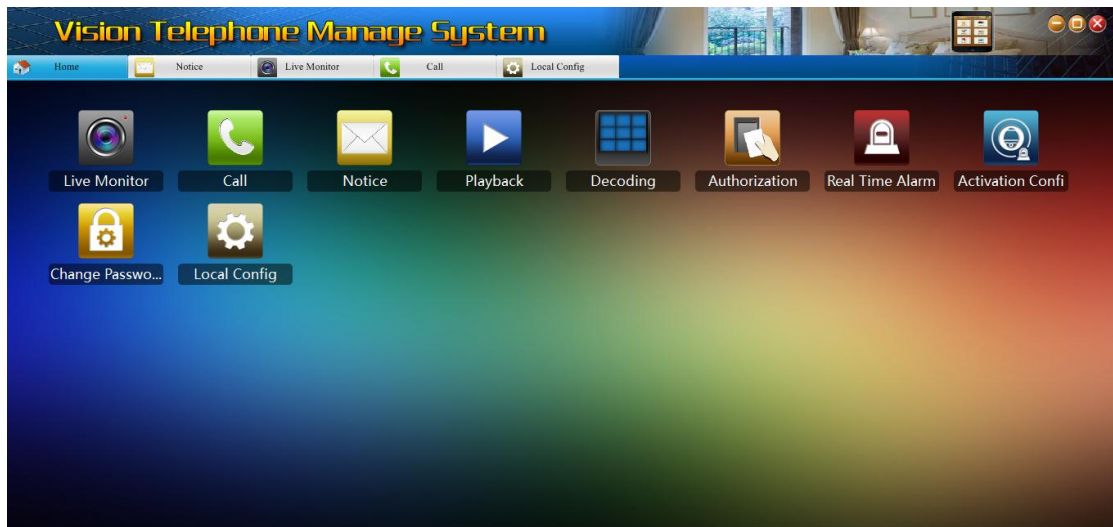 Vision Telephone Manage System
Home Notice Live Monitor Call Local Config
Live Monitor Call Notice Playback Decoding Authorization Real Time Alarm Activation Confi
Change Passwo... Local Config